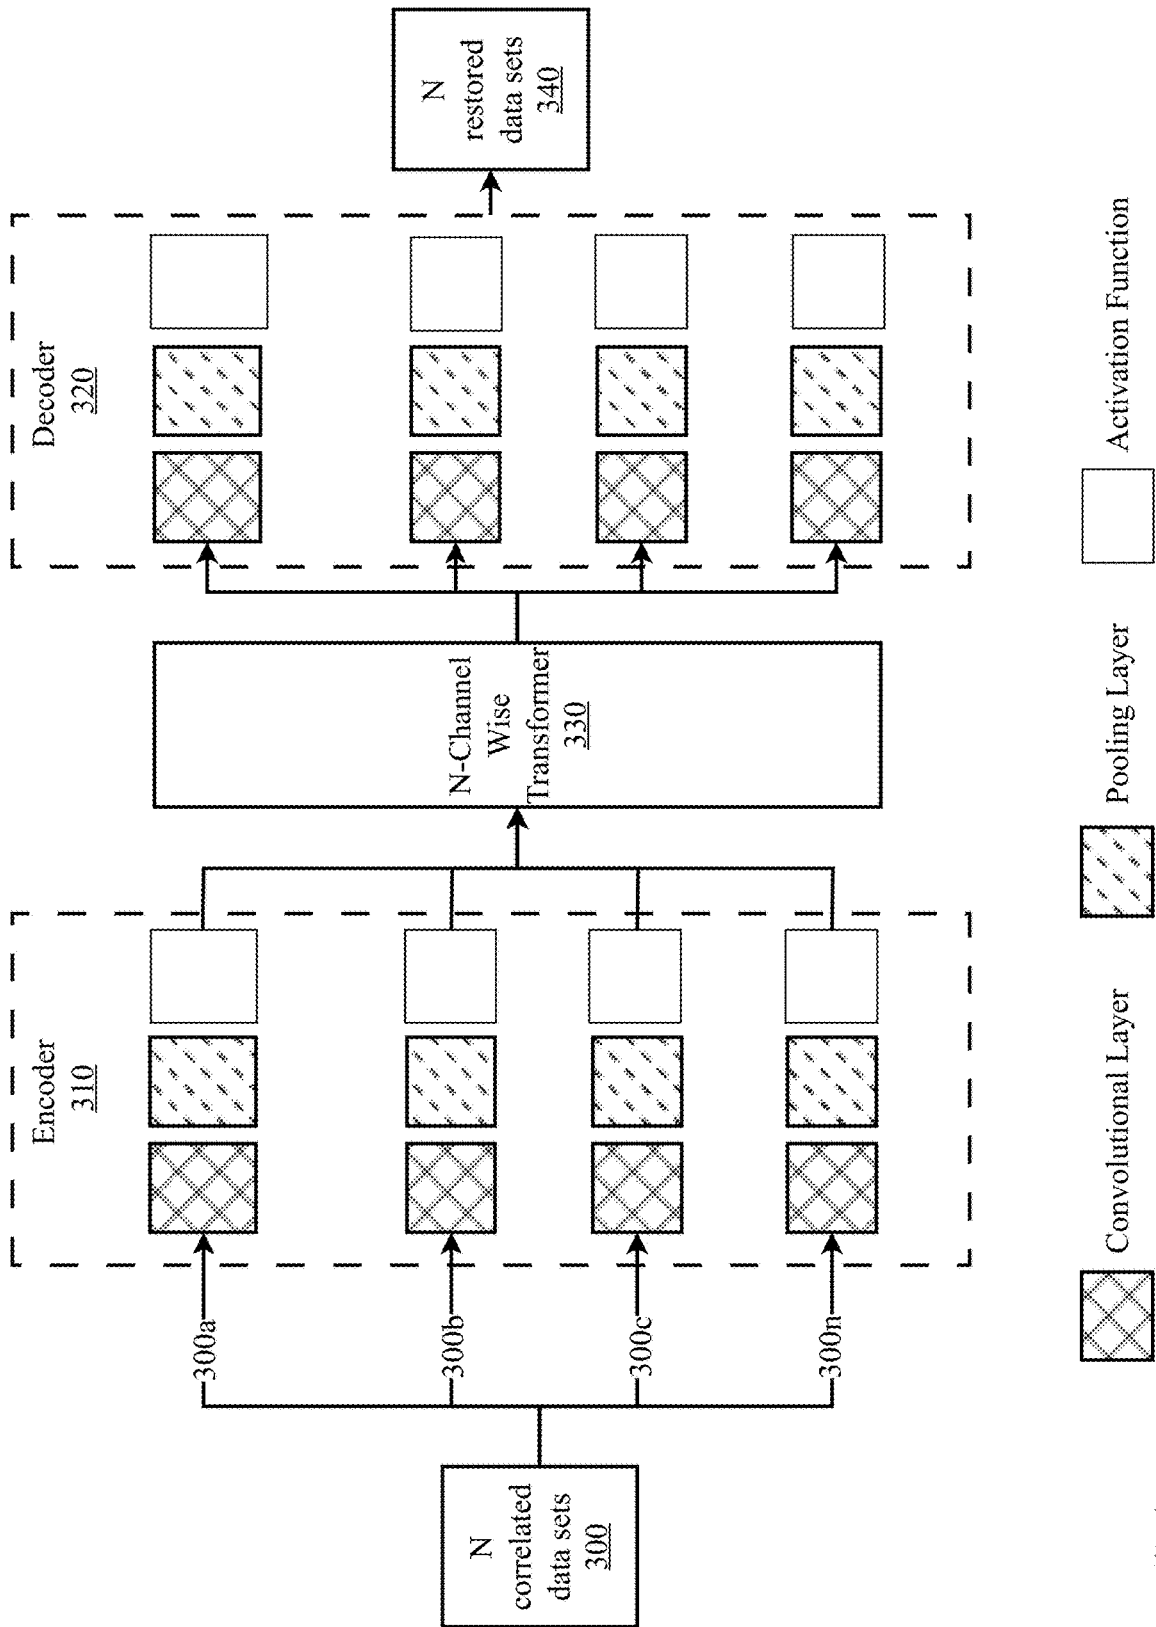 N
correlated
data sets
300
300a
300b
300c
300n
Encoder
310
N-Channel
Wise
Transformer
330
Decoder
320
N
restored
data sets
340
Convolutional Layer
Pooling Layer
Activation Function